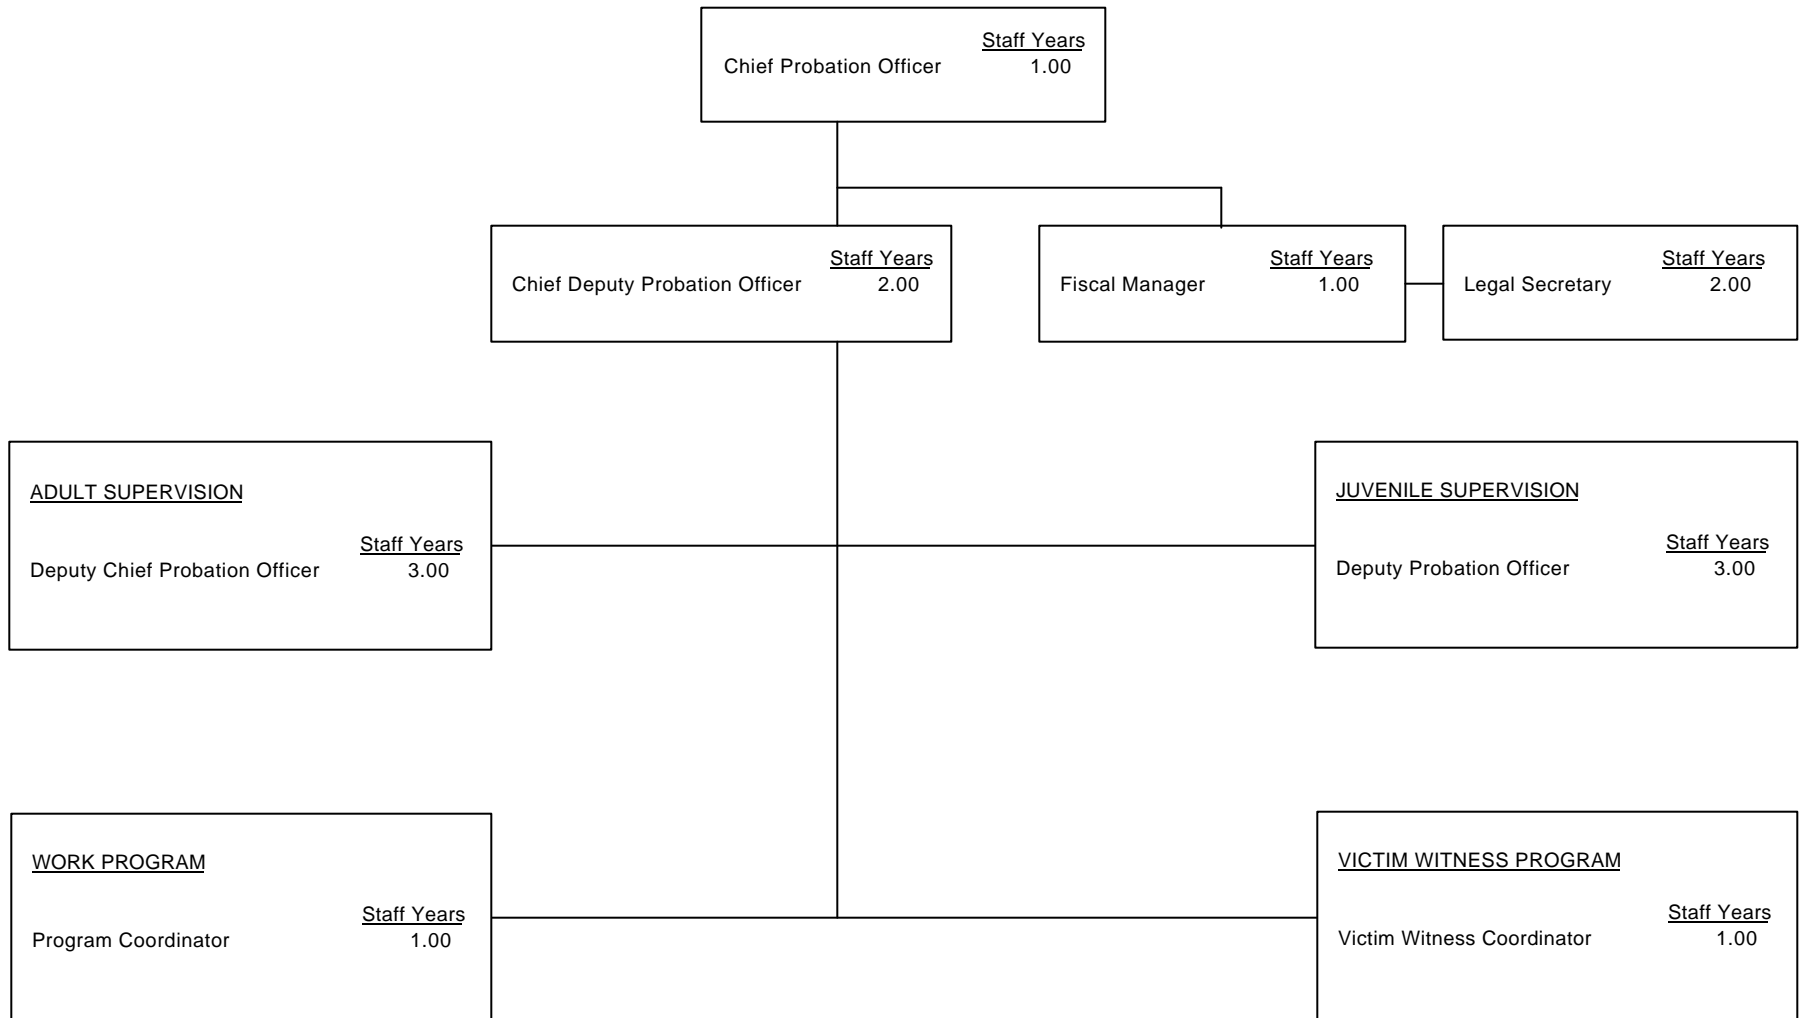 Staff Years
Chief Probation Officer 1.00
Staff Years
Chief Deputy Probation Officer 2.00
Staff Years
Fiscal Manager 1.00
Staff Years
Legal Secretary 2.00
ADULT SUPERVISION
Staff Years
Deputy Chief Probation Officer 3.00
JUVENILE SUPERVISION
Staff Years
Deputy Probation Officer 3.00
WORK PROGRAM
Staff Years
Program Coordinator 1.00
VICTIM WITNESS PROGRAM
Staff Years
Victim Witness Coordinator 1.00